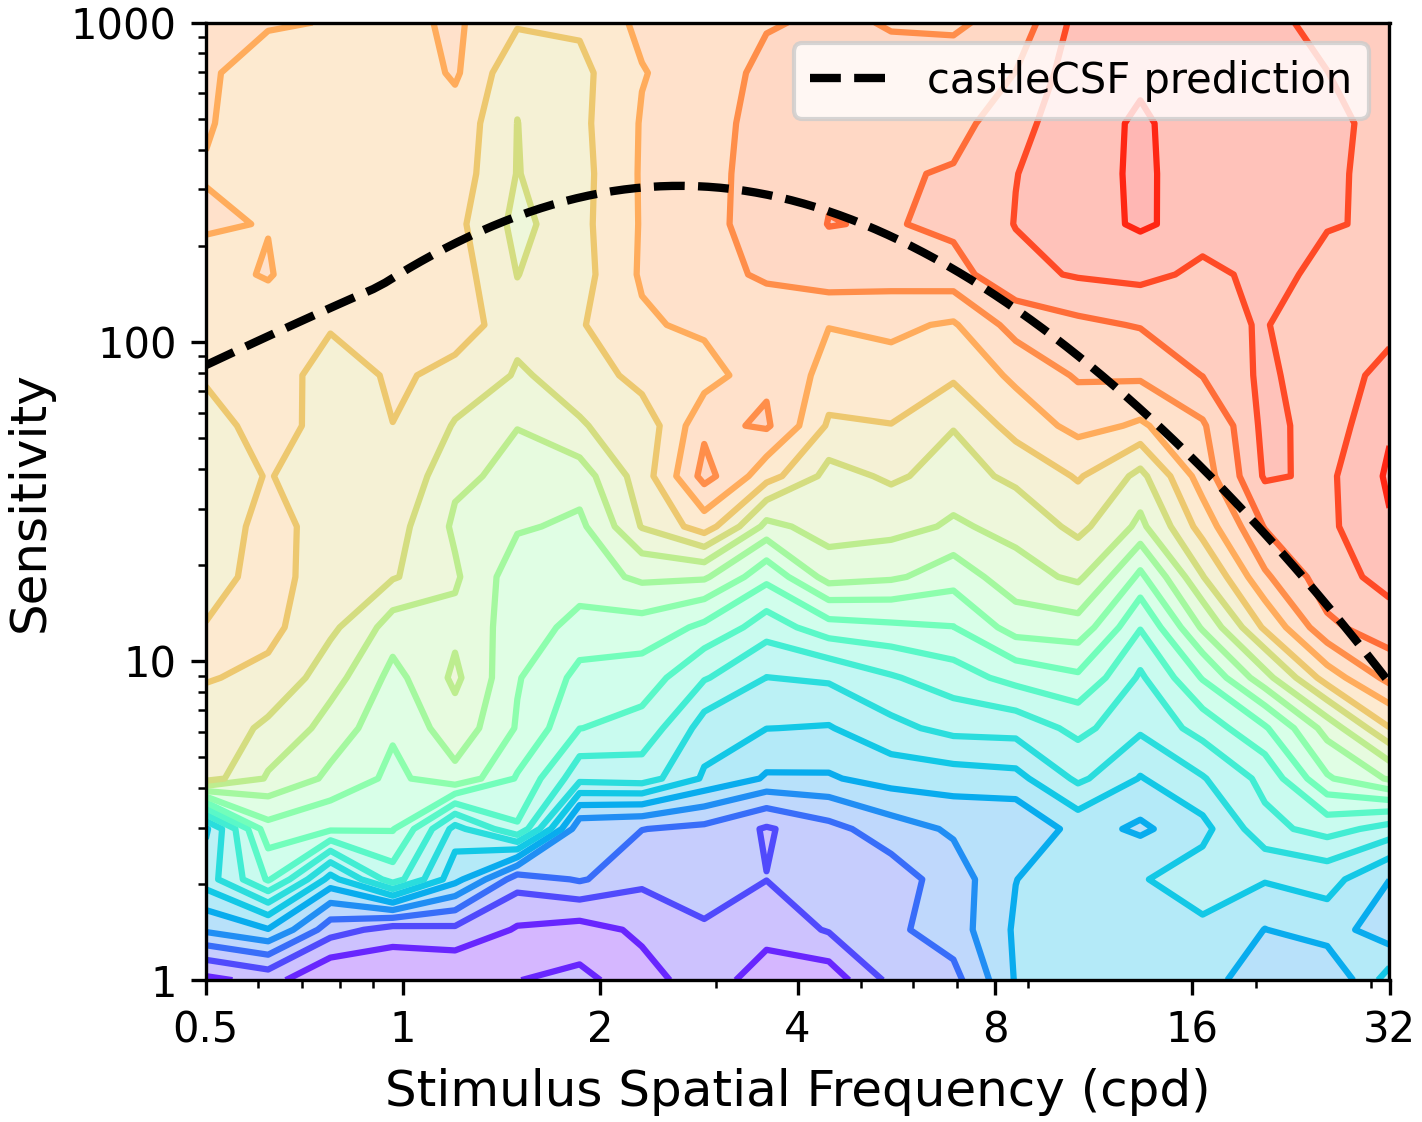 1000
100
10
1
Sensitivity
castleCSF prediction
0.5 1 2 4 8 16 32
Stimulus Spatial Frequency (cpd)